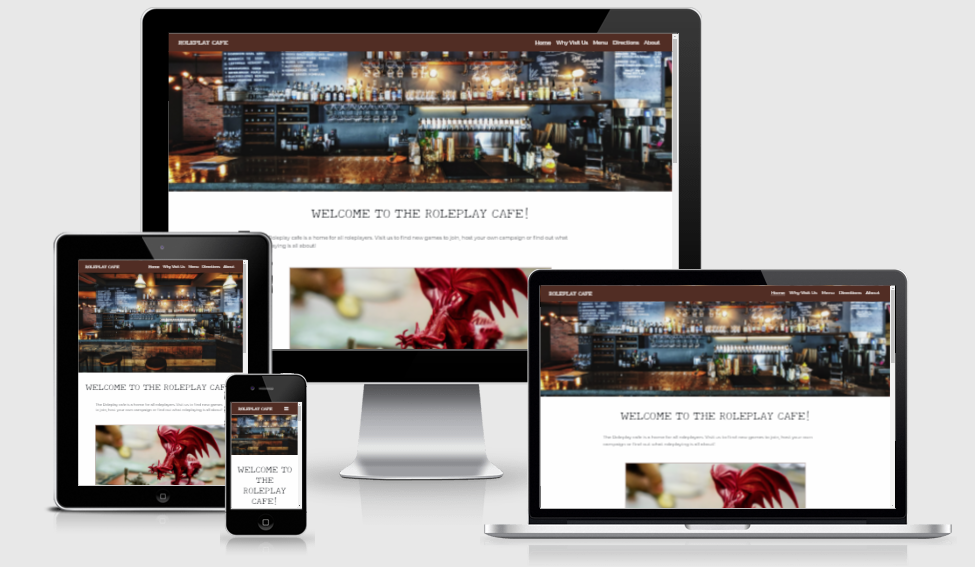 ROLEPLAY CAFE
Home Why Visit Us Menu Directions About
WELCOME TO THE ROLEPLAY CAFE!
Roleplay cafe is a home for all roleplayers. Visit us to find new games to join, host your own campaign or find out what
playing is all about!
ROLEPLAY CAFE
Home Why Visit Us Menu Directions About
WELCOME TO THE ROLEPLAY CAF
The Roleplay cafe is a home for all roleplayers. Visit us to find new games
to join, host your own campaign or find out what roleplaying is all about!
ROLEPLAY CAFE
WELCOME TO
THE
ROLEPLAY
CAFE!
ROLEPLAY CAFE
Home Why Visit Us Menu Directions About
WELCOME TO THE ROLEPLAY CAFE!
The Roleplay cafe is a home for all roleplayers. Visit us to find new games to join, host your own
campaign or find out what roleplaying is all about!